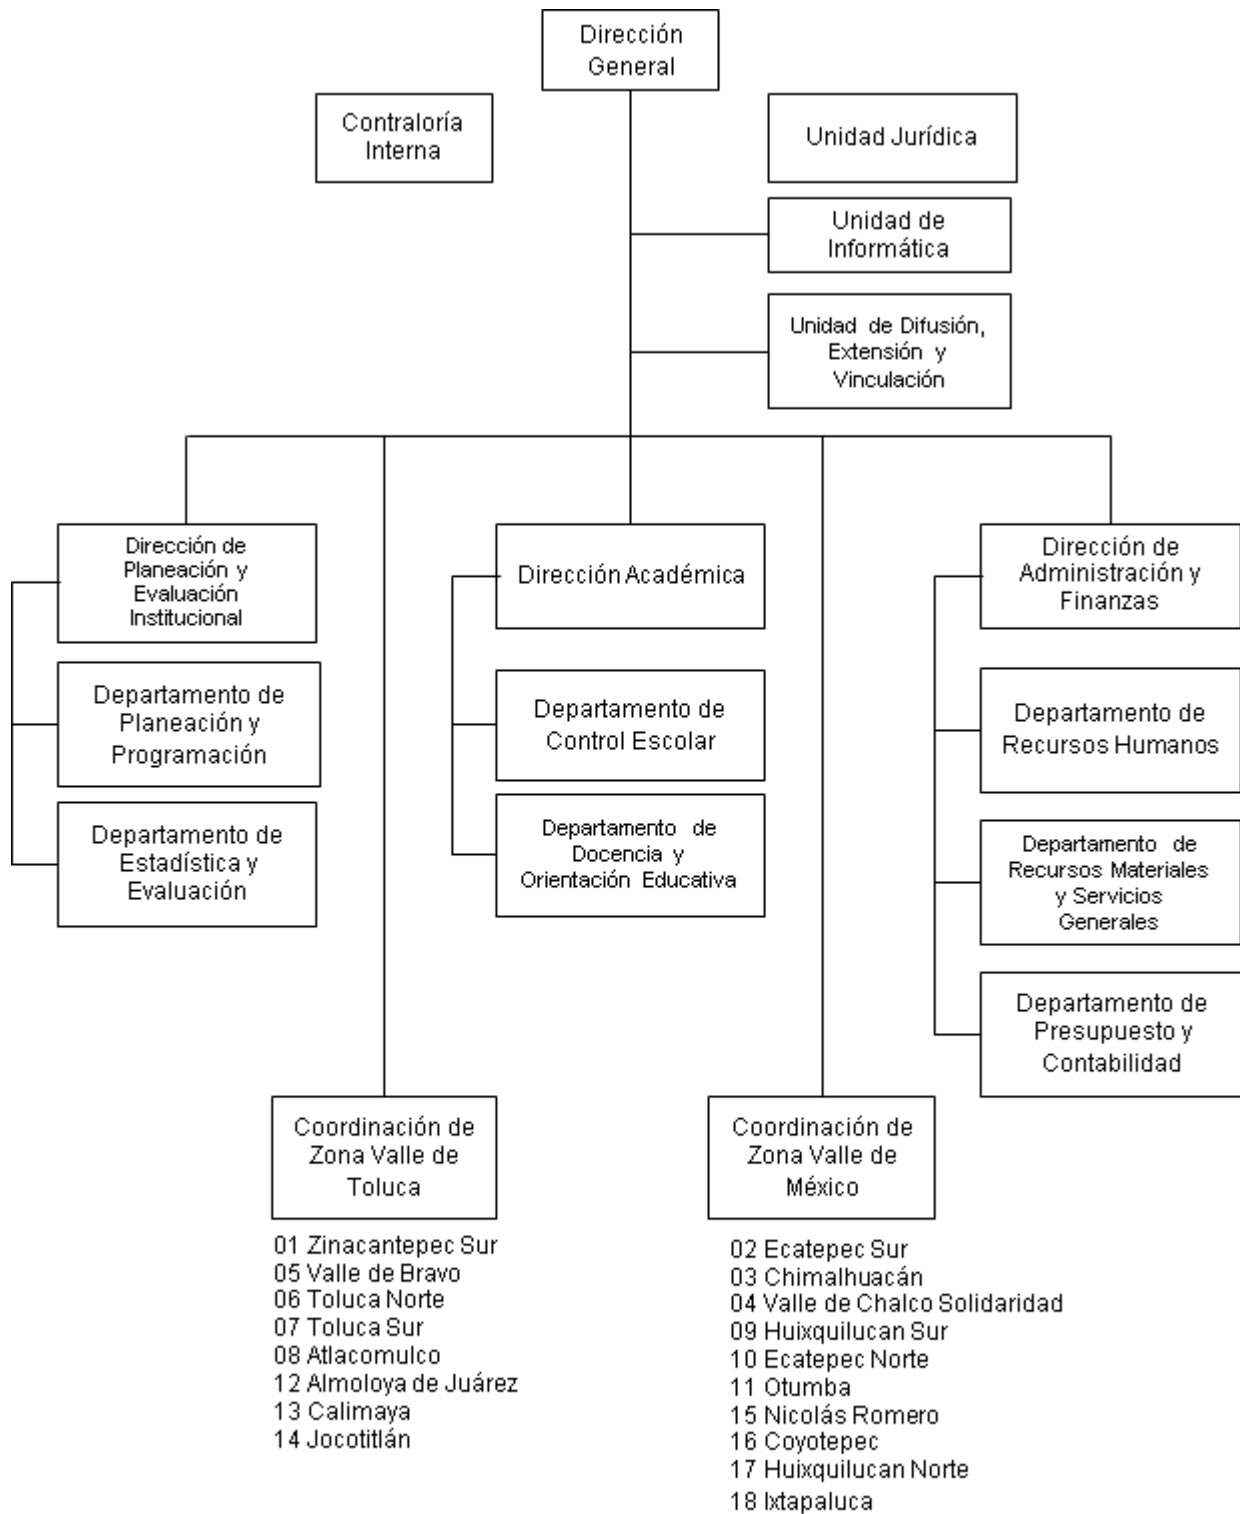 Dirección
General
Contraloría
Interna
Unidad Jurídica
Unidad de
Informática
Unidad de Difusión,
Extensión y
Vinculación
Dirección de
Planeación y
Evaluación
Institucional
Dirección Académica
Dirección de
Administración y
Finanzas
Departamento de
Planeación y
Programación
Departamento de
Control Escolar
Departamento de
Recursos Humanos
Departamento de
Estadística y
Evaluación
Departamento de
Docencia y
Orientación Educativa
Departamento de
Recursos Materiales
y Servicios
Generales
Departamento de
Presupuesto y
Contabilidad
Coordinación de
Zona Valle de
Toluca
01 Zinacantepec Sur
05 Valle de Bravo
06 Toluca Norte
07 Toluca Sur
08 Atlacomulco
12 Almoloya de Juárez
13 Calimaya
14 Jocotitlán
Coordinación de
Zona Valle de
México
02 Ecatepec Sur
03 Chimalhuacán
04 Valle de Chalco Solidaridad
09 Huixquilucan Sur
10 Ecatepec Norte
11 Otumba
15 Nicolás Romero
16 Coyotepec
17 Huixquilucan Norte
18 Ixtapaluca